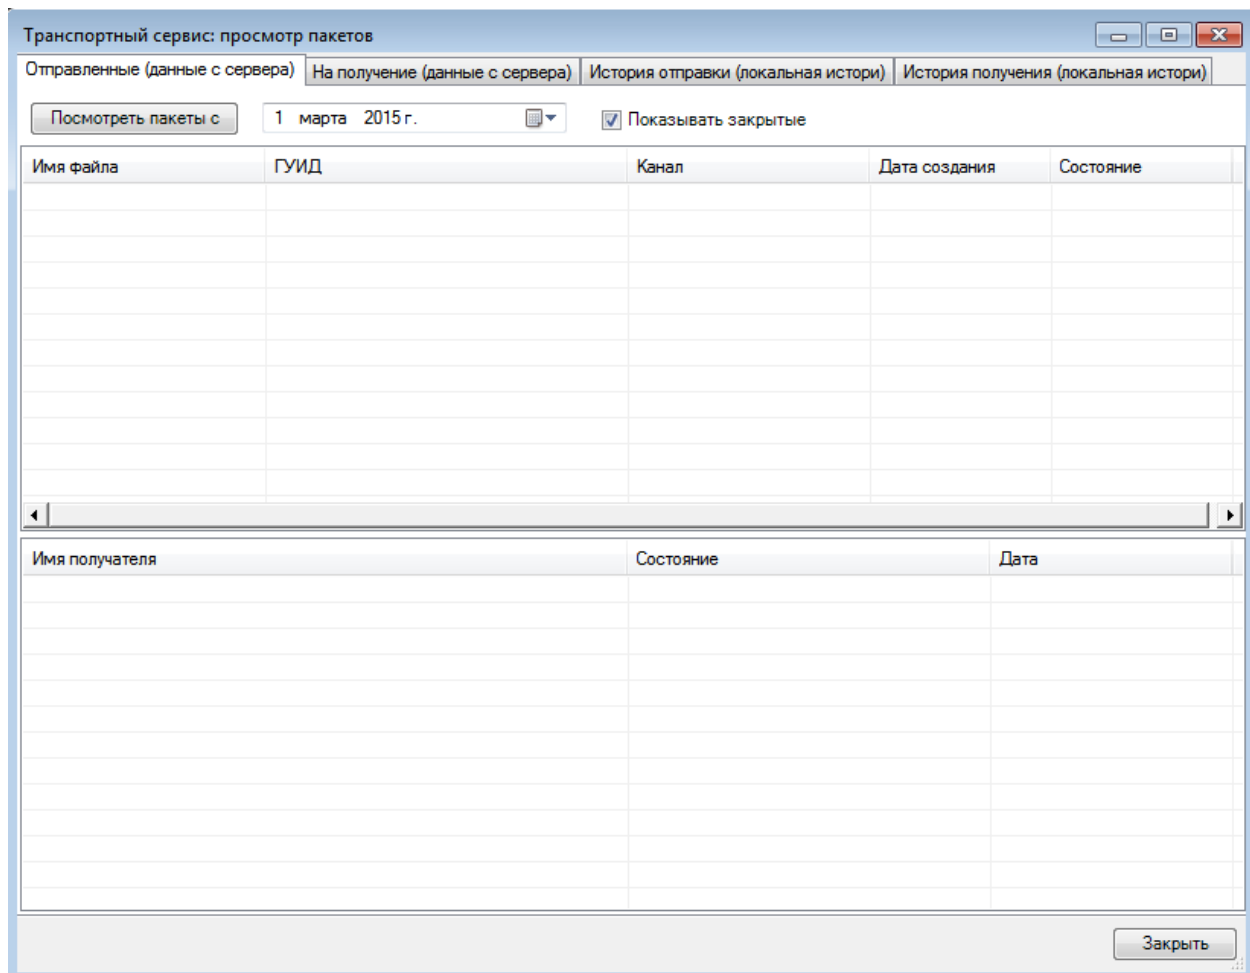 Транспортный сервис: просмотр пакетов
Отправленные (данные с сервера) На получение (данные с сервера) История отправки (локальная истори) История получения (локальная истори)
Посмотреть пакеты с 1 марта 2015 г. Показывать закрытые
Имя файла ГУИД Канал Дата создания Состояние
Имя получателя Состояние Дата
Закрыть